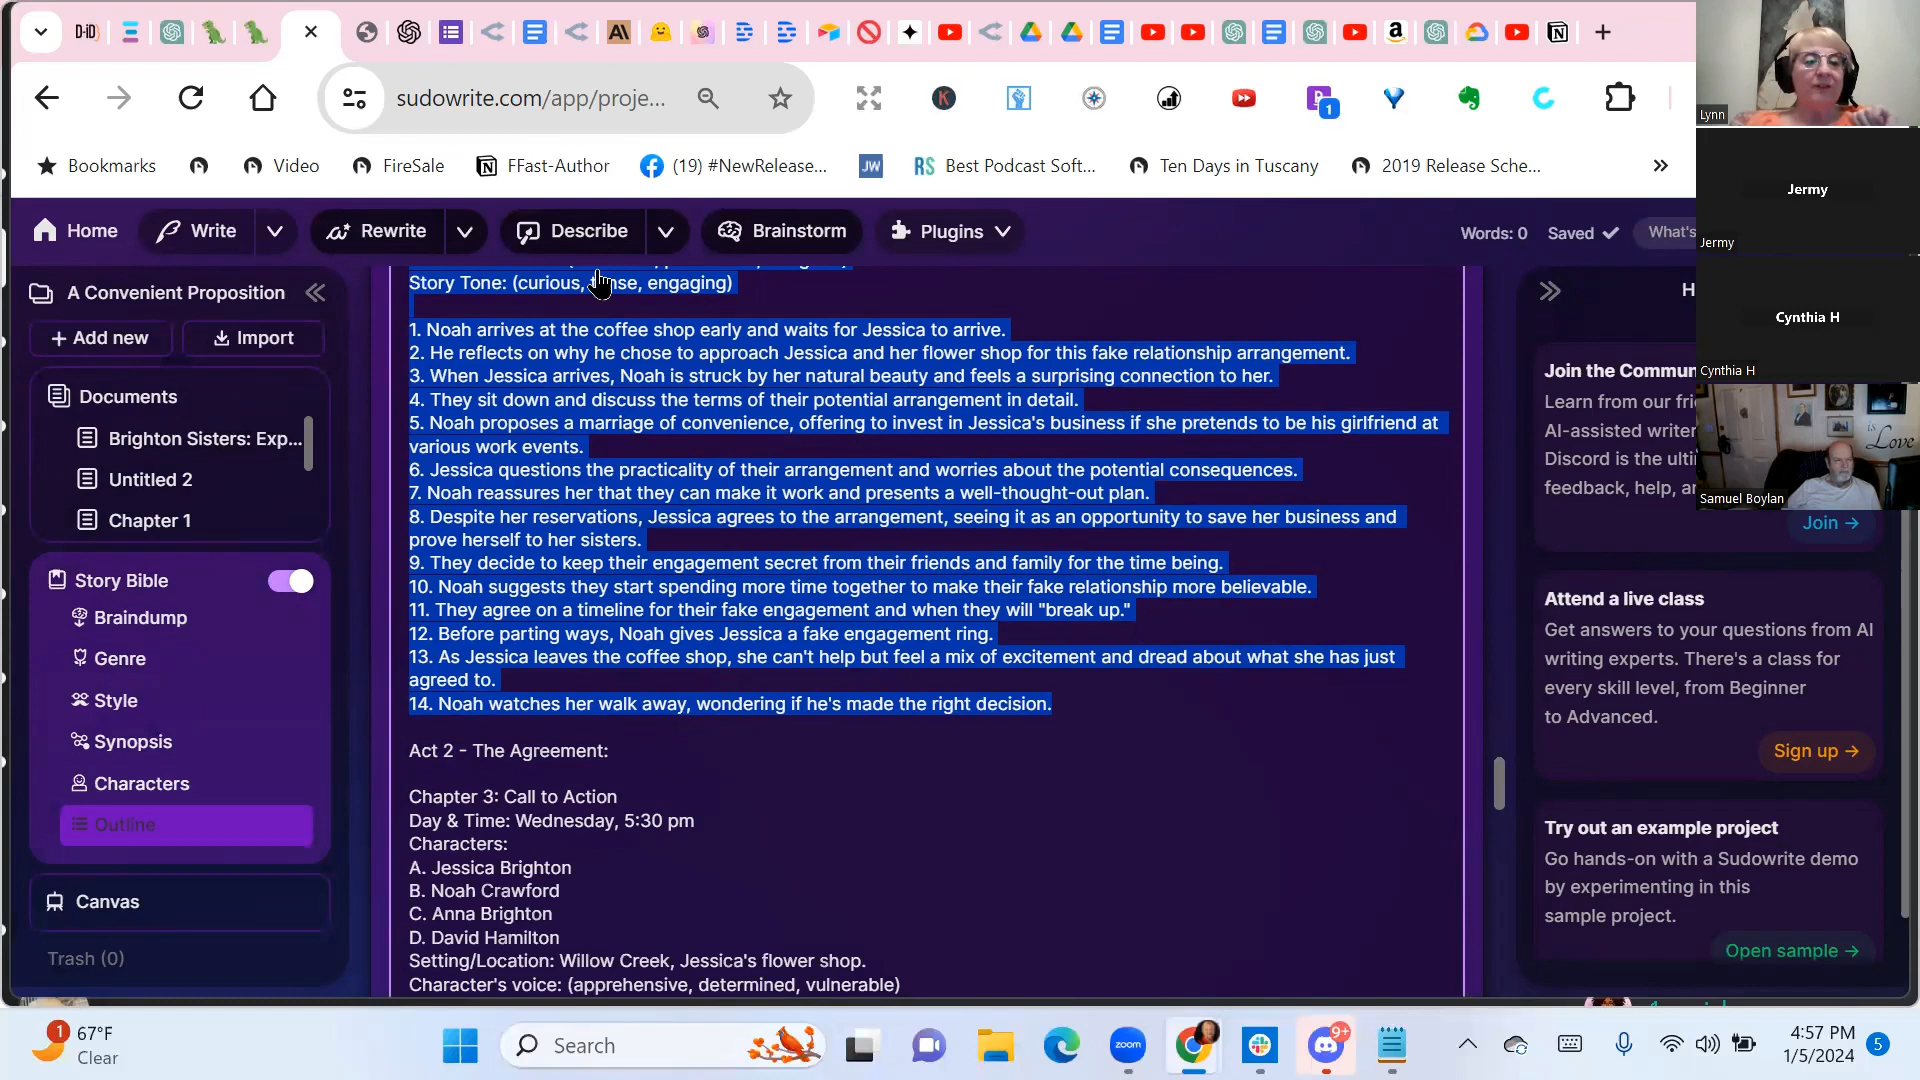 D-iD
sudowrite.com/app/proje...
1
Bookmarks
Video
FireSale
FFast-Author
(19) #NewRelease...
JW
RS Best Podcast Soft...
Ten Days in Tuscany
2019 Release Sche...
Home
Write
Rewrite
Describe
Brainstorm
Plugins
Words: 0
Saved
What's
A Convenient Proposition
+ Add new
Import
Documents
Brighton Sisters: Exp...
Untitled 2
Chapter 1
Story Bible
Braindump
Genre
Style
Synopsis
Characters
Outline
Canvas
Trash (0)
Story Tone: (curious, tense, engaging)
1. Noah arrives at the coffee shop early and waits for Jessica to arrive.
2. He reflects on why he chose to approach Jessica and her flower shop for this fake relationship arrangement.
3. When Jessica arrives, Noah is struck by her natural beauty and feels a surprising connection to her.
4. They sit down and discuss the terms of their potential arrangement in detail.
5. Noah proposes a marriage of convenience, offering to invest in Jessica's business if she pretends to be his girlfriend at
various work events.
6. Jessica questions the practicality of their arrangement and worries about the potential consequences.
7. Noah reassures her that they can make it work and presents a well-thought-out plan.
8. Despite her reservations, Jessica agrees to the arrangement, seeing it as an opportunity to save her business and
prove herself to her sisters.
9. They decide to keep their engagement secret from their friends and family for the time being.
10. Noah suggests they start spending more time together to make their fake relationship more believable.
11. They agree on a timeline for their fake engagement and when they will "break up."
12. Before parting ways, Noah gives Jessica a fake engagement ring.
13. As Jessica leaves the coffee shop, she can't help but feel a mix of excitement and dread about what she has just
agreed to.
14. Noah watches her walk away, wondering if he's made the right decision.
Act 2 - The Agreement:
Chapter 3: Call to Action
Day & Time: Wednesday, 5:30 pm
Characters:
A. Jessica Brighton
B. Noah Crawford
C. Anna Brighton
D. David Hamilton
Setting/Location: Willow Creek, Jessica's flower shop.
Character's voice: (apprehensive, determined, vulnerable)
H
Join the Commun
Learn from our fri
AI-assisted writer
Discord is the ulti
feedback, help, a
Join →
Attend a live class
Get answers to your questions from AI
writing experts. There's a class for
every skill level, from Beginner
to Advanced.
Sign up →
Try out an example project
Go hands-on with a Sudowrite demo
by experimenting in this
sample project.
Open sample →
Lynn
Jermy
Jermy
Cynthia H
Cynthia H
is
Love
Samuel Boylan
1
67°F
Clear
Search
zoom
9+
4:57 PM
1/5/2024
5